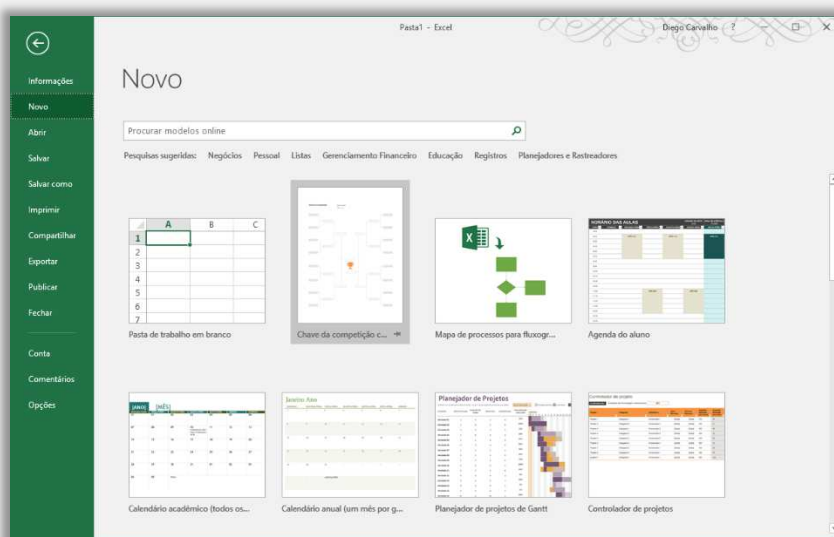 Pasta1 - Excel
Diego Carvalho ?
Informações
Novo
Abrir
Salvar
Salvar como
Imprimir
Compartilhar
Exportar
Publicar
Fechar
Conta
Comentários
Opções
Novo
Procurar modelos online
Pesquisas sugeridas: Negócios Pessoal Listas Gerenciamento Financeiro Educação Registros Planejadores e Rastreadores
A B C
1
2
3
4
5
6
7
HORÁRIO DAS AULAS
Pasta de trabalho em branco
Chave da competição c...
Mapa de processos para fluxogr...
Agenda do aluno
[ANO] [MÊS]
Janeiro Ano
Planejador de Projetos
Controlador de projeto
Calendário acadêmico (todos os...
Calendário anual (um mês por g...
Planejador de projetos de Gantt
Controlador de projetos